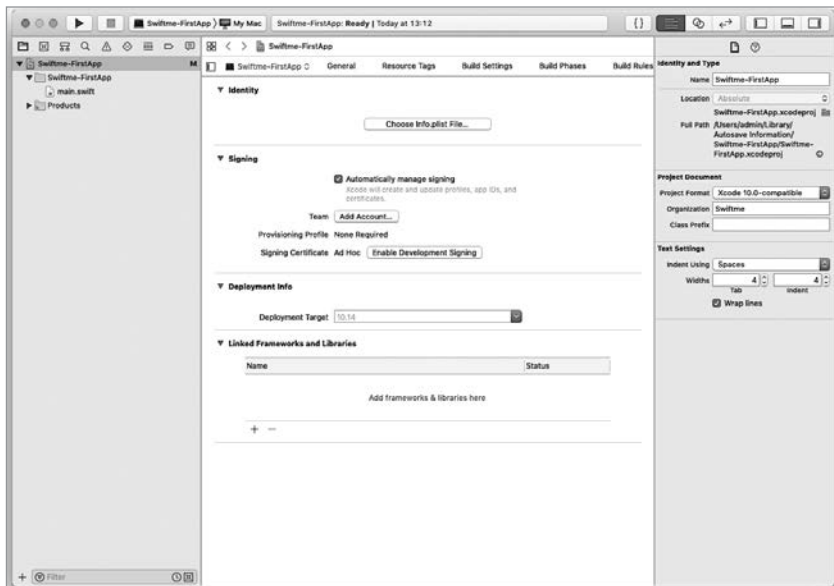 Swiftme-FirstApp
My Mac
Swiftme-FirstApp: Ready | Today at 13:12
{ }
Swiftme-FirstApp
M
Swiftme-FirstApp
main.swift
Products
Filter
Swiftme-FirstApp
Swiftme-FirstApp
General
Resource Tags
Build Settings
Build Phases
Build Rules
Identity
Choose Info.plist File...
Signing
Automatically manage signing
Xcode will create and update profiles, app IDs, and
certificates.
Team
Add Account...
Provisioning Profile
None Required
Signing Certificate
Ad Hoc
Enable Development Signing
Deployment Info
Deployment Target
10.14
Linked Frameworks and Libraries
Name
Status
Add frameworks & libraries here
Identity and Type
Name
Swiftme-FirstApp
Location
Absolute
Swiftme-FirstApp.xcodeproj
Full Path
/Users/admin/Library/
Autosave Information/
Swiftme-FirstApp/Swiftme-
FirstApp.xcodeproj
Project Document
Project Format
Xcode 10.0-compatible
Organization
Swiftme
Class Prefix
Text Settings
Indent Using
Spaces
Widths
4
4
Tab
Indent
Wrap lines